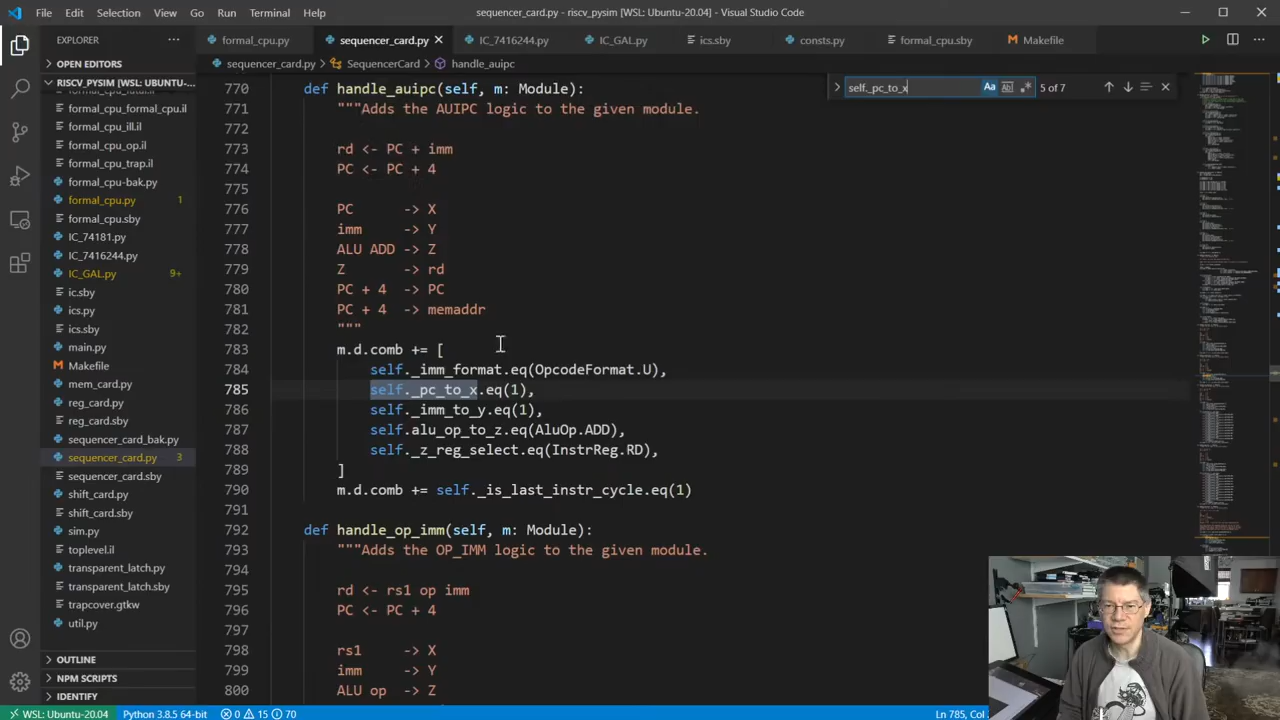 File Edit Selection View Go Run Terminal Help
sequencer_card.py - riscv_pysim [WSL: Ubuntu-20.04] - Visual Studio Code
EXPLORER
OPEN EDITORS
RISCV_PYSIM [WSL: UBUNTU-20.04]
formal_cpu_fatal.il
formal_cpu_formal_cpu.il
formal_cpu_ill.il
formal_cpu_op.il
formal_cpu_trap.il
formal_cpu-bak.py
formal_cpu.py 1
formal_cpu.sby
IC_74181.py
IC_7416244.py
IC_GAL.py 9+
ic.sby
ics.py
ics.sby
main.py
Makefile
mem_card.py
reg_card.py
reg_card.sby
sequencer_card_bak.py
sequencer_card.py 3
sequencer_card.sby
shift_card.py
shift_card.sby
sim.py
toplevel.il
transparent_latch.py
transparent_latch.sby
trapcover.gtkw
util.py
OUTLINE
NPM SCRIPTS
IDENTIFY
formal_cpu.py sequencer_card.py IC_7416244.py IC_GAL.py ics.sby consts.py formal_cpu.sby Makefile
sequencer_card.py > SequencerCard > handle_auipc
self._pc_to_x Aa 5 of 7
770 def handle_auipc(self, m: Module):
771 """Adds the AUIPC logic to the given module.
772
773 rd <- PC + imm
774 PC <- PC + 4
775
776 PC -> X
777 imm -> Y
778 ALU ADD -> Z
779 Z -> rd
780 PC + 4 -> PC
781 PC + 4 -> memaddr
782 """
783 m.d.comb += [
784 self._imm_format.eq(OpcodeFormat.U),
785 self._pc_to_x.eq(1),
786 self._imm_to_y.eq(1),
787 self.alu_op_to_z.eq(AluOp.ADD),
788 self._z_reg_select.eq(InstrReg.RD),
789 ]
790 m.d.comb += self._is_last_instr_cycle.eq(1)
791
792 def handle_op_imm(self, m: Module):
793 """Adds the OP_IMM logic to the given module.
794
795 rd <- rs1 op imm
796 PC <- PC + 4
797
798 rs1 -> X
799 imm -> Y
800 ALU op -> Z
WSL: Ubuntu-20.04 Python 3.8.5 64-bit 0 15 70
Ln 785, Col